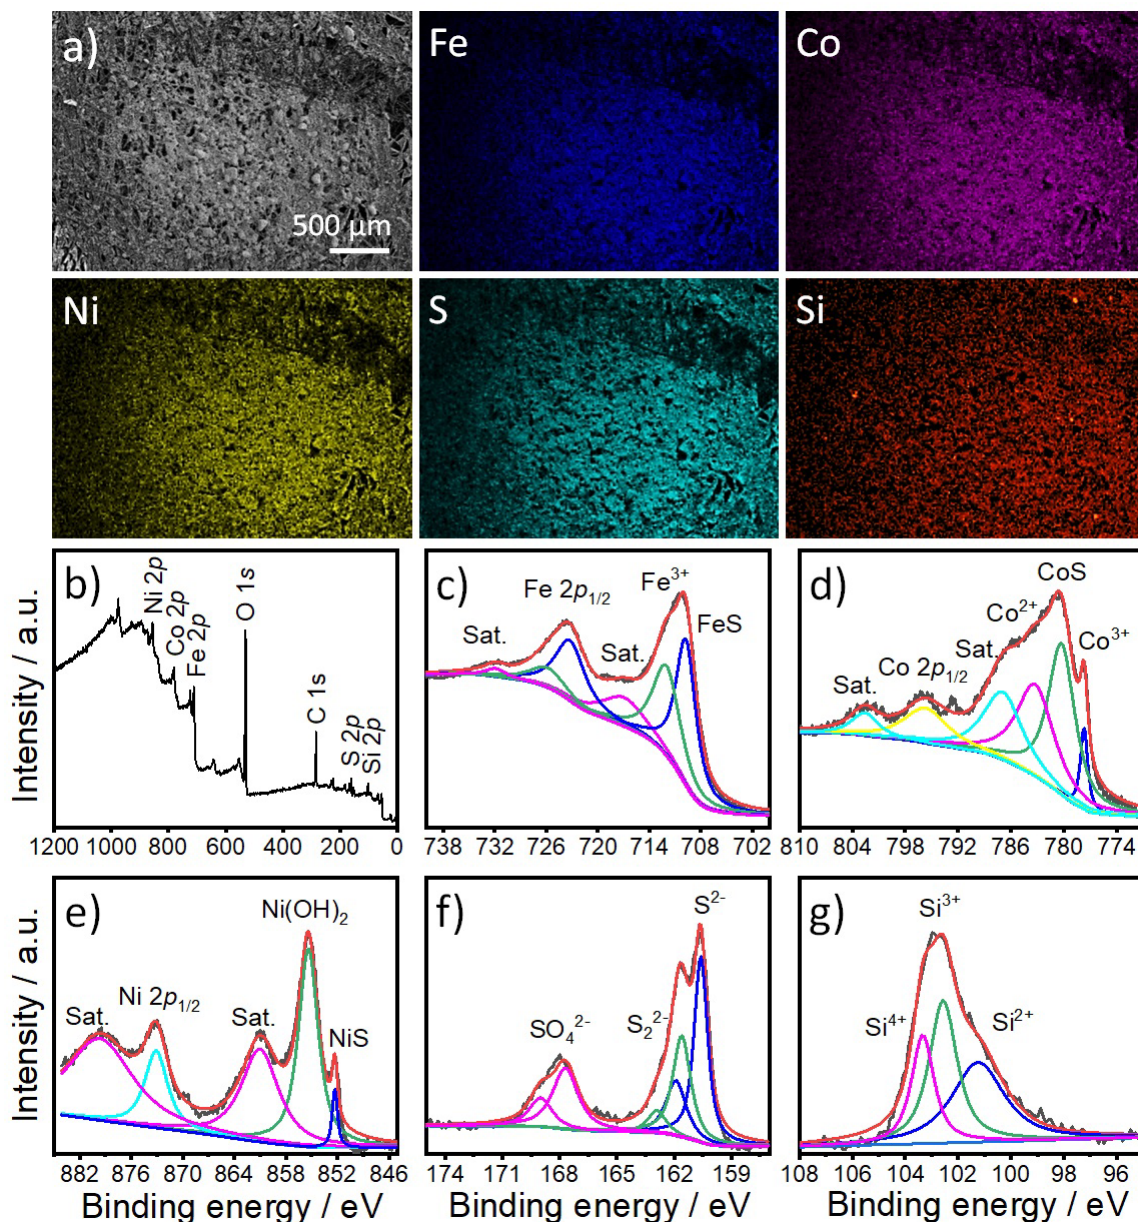 a)
Fe
Co
500 μm
Ni
S
Si
b)
Ni 2p
Co 2p
Fe 2p
O 1s
C 1s
S 2p
Si 2p
1200 1000 800 600 400 200 0
c)
Fe 2p1/2
Fe3+
FeS
Sat.
Sat.
738 732 726 720 714 708 702
d)
CoS
Co2+
Co3+
Sat.
Co 2p1/2
Sat.
810 804 798 792 786 780 774
Intensity / a.u.
e)
Ni(OH)2
Ni 2p1/2
Sat.
Sat.
NiS
882 876 870 864 858 852 846
Binding energy / eV
f)
S2-
S22-
SO42-
174 171 168 165 162 159
Binding energy / eV
g)
Si3+
Si4+
Si2+
108 106 104 102 100 98 96
Binding energy / eV
Intensity / a.u.